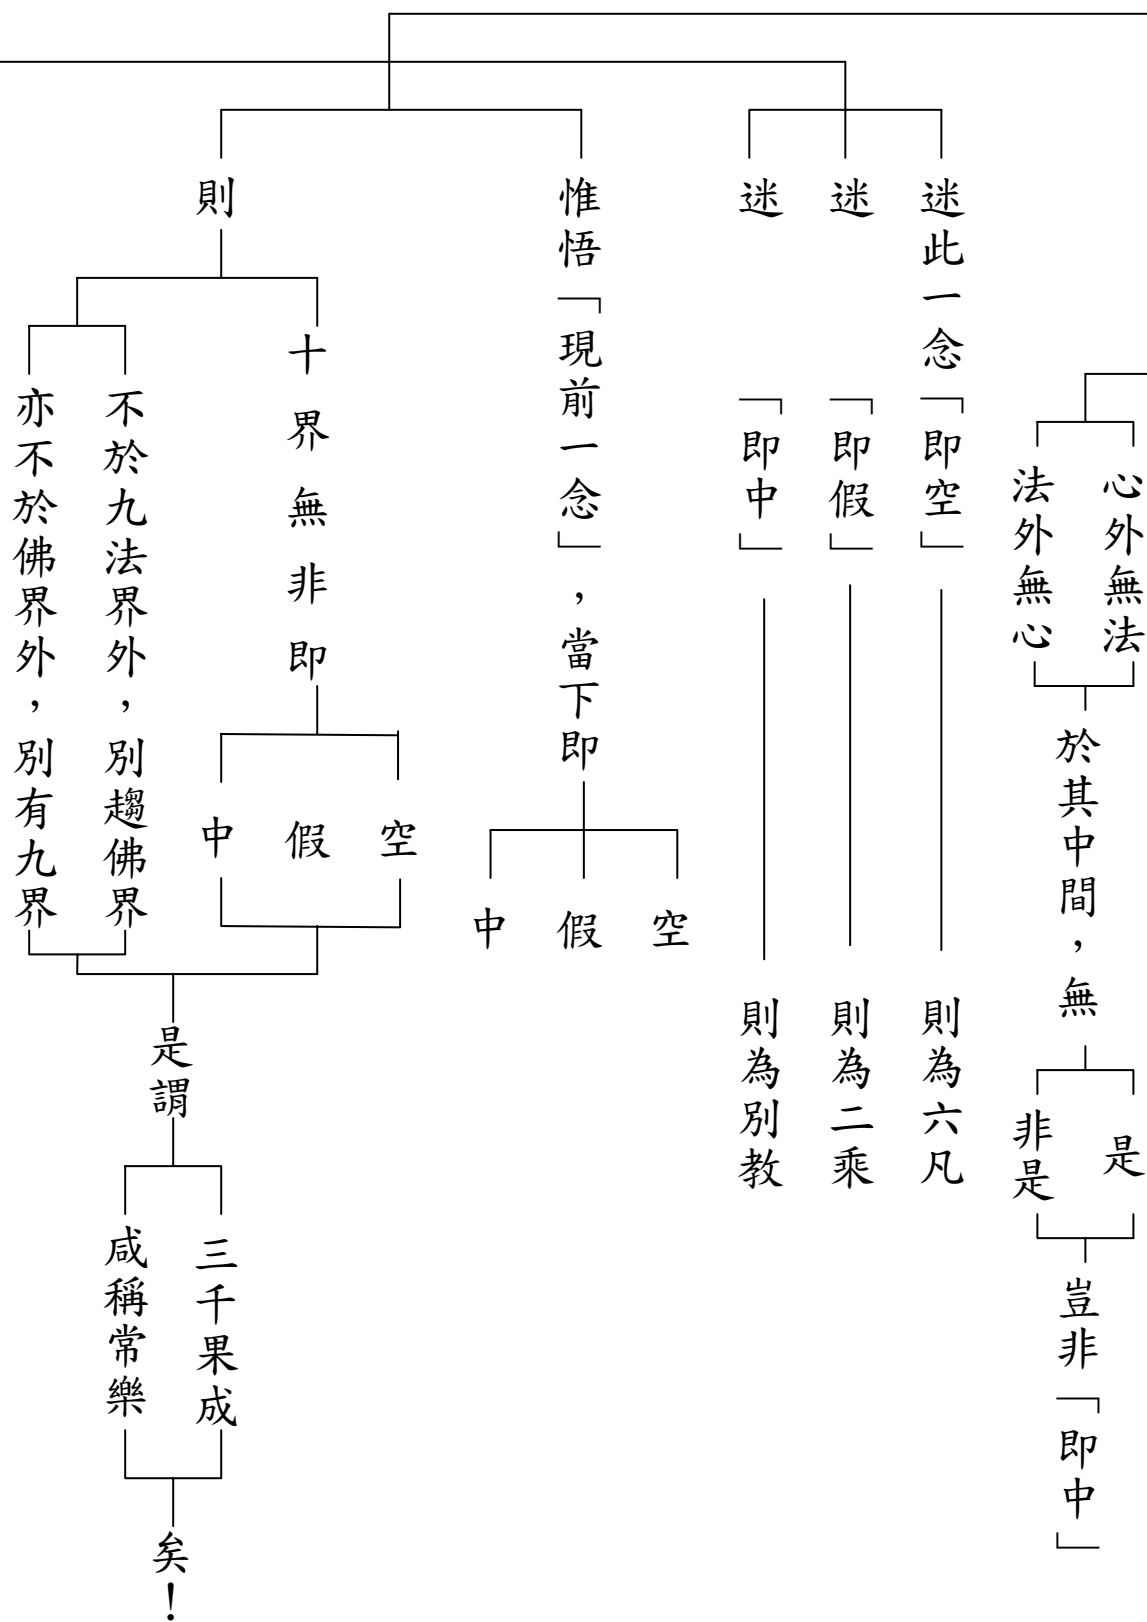 心外無法
法外無心
於其中間，無
是
非是
豈非「即中」
迷此一念「即空」
則為六凡
迷
「即假」
則為二乘
迷
「即中」
則為別教
惟悟「現前一念」，當下即
空
假
中
則
十界無非即
空
假
中
不於九法界外，別趨佛界
亦不於佛界外，別有九界
是謂
三千果成
咸稱常樂
矣！